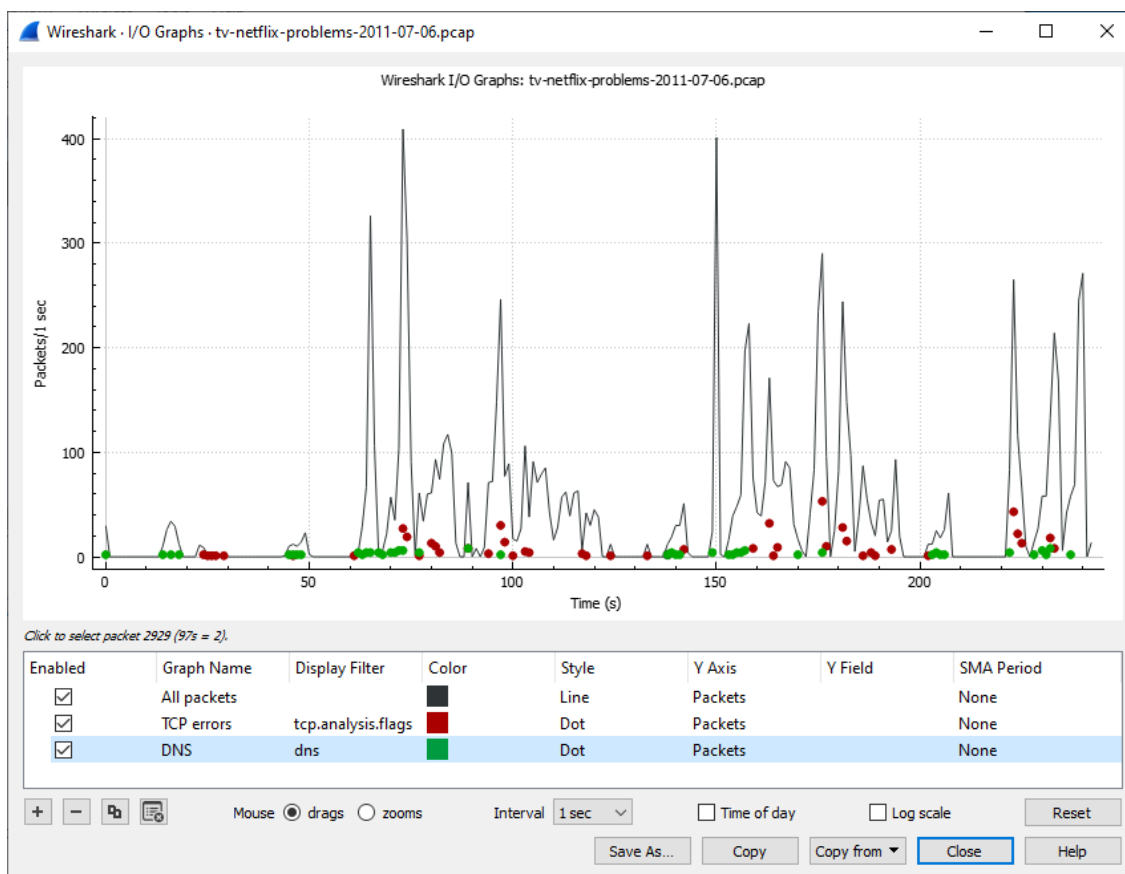 Wireshark · I/O Graphs · tv-netflix-problems-2011-07-06.pcap
Wireshark I/O Graphs: tv-netflix-problems-2011-07-06.pcap
400
300
200
100
0
Packets/1 sec
0 50 100 150 200
Time (s)
Click to select packet 2929 (97s = 2).
Enabled Graph Name Display Filter Color Style Y Axis Y Field SMA Period
All packets Line Packets None
TCP errors tcp.analysis.flags Dot Packets None
DNS dns Dot Packets None
Mouse drags zooms Interval 1 sec Time of day Log scale Reset
Save As... Copy Copy from Close Help